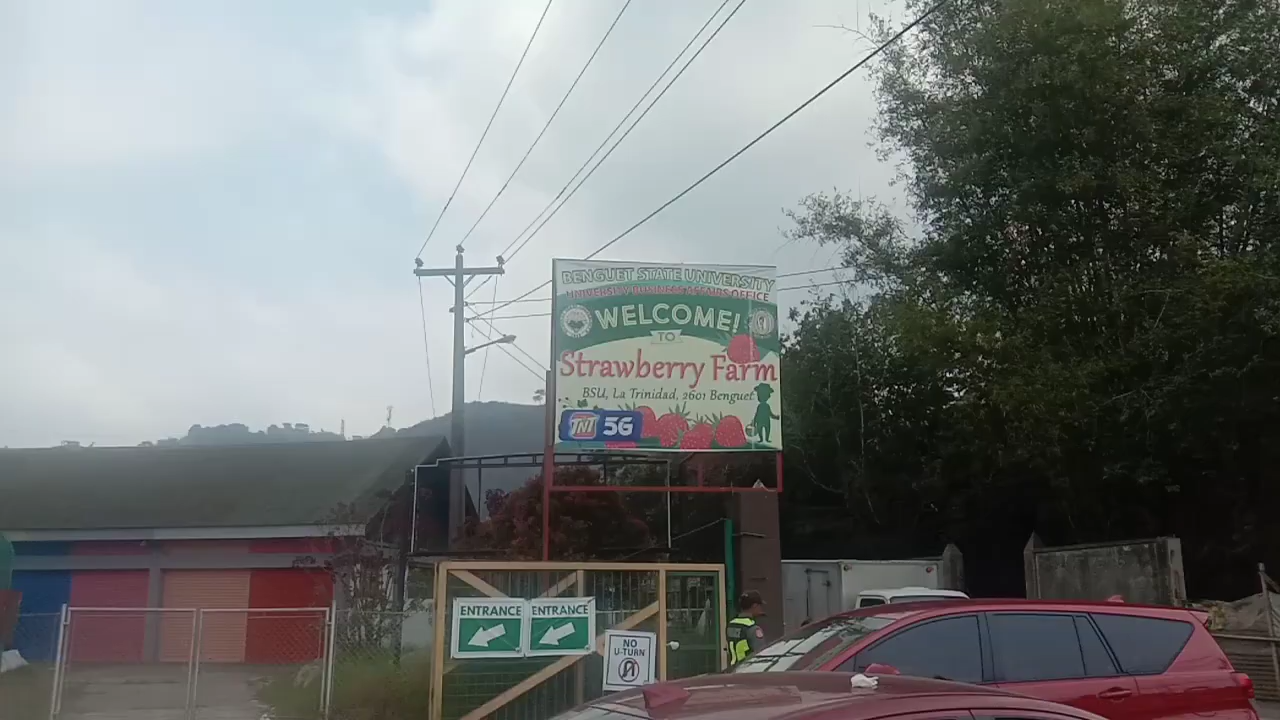 BENGUET STATE UNIVERSITY
UNIVERSITY BUSINESS AFFAIRS OFFICE
WELCOME!
TO
Strawberry Farm
BSU, La Trinidad, 2601 Benguet
TNT 5G
ENTRANCE ENTRANCE
NO
U-TURN